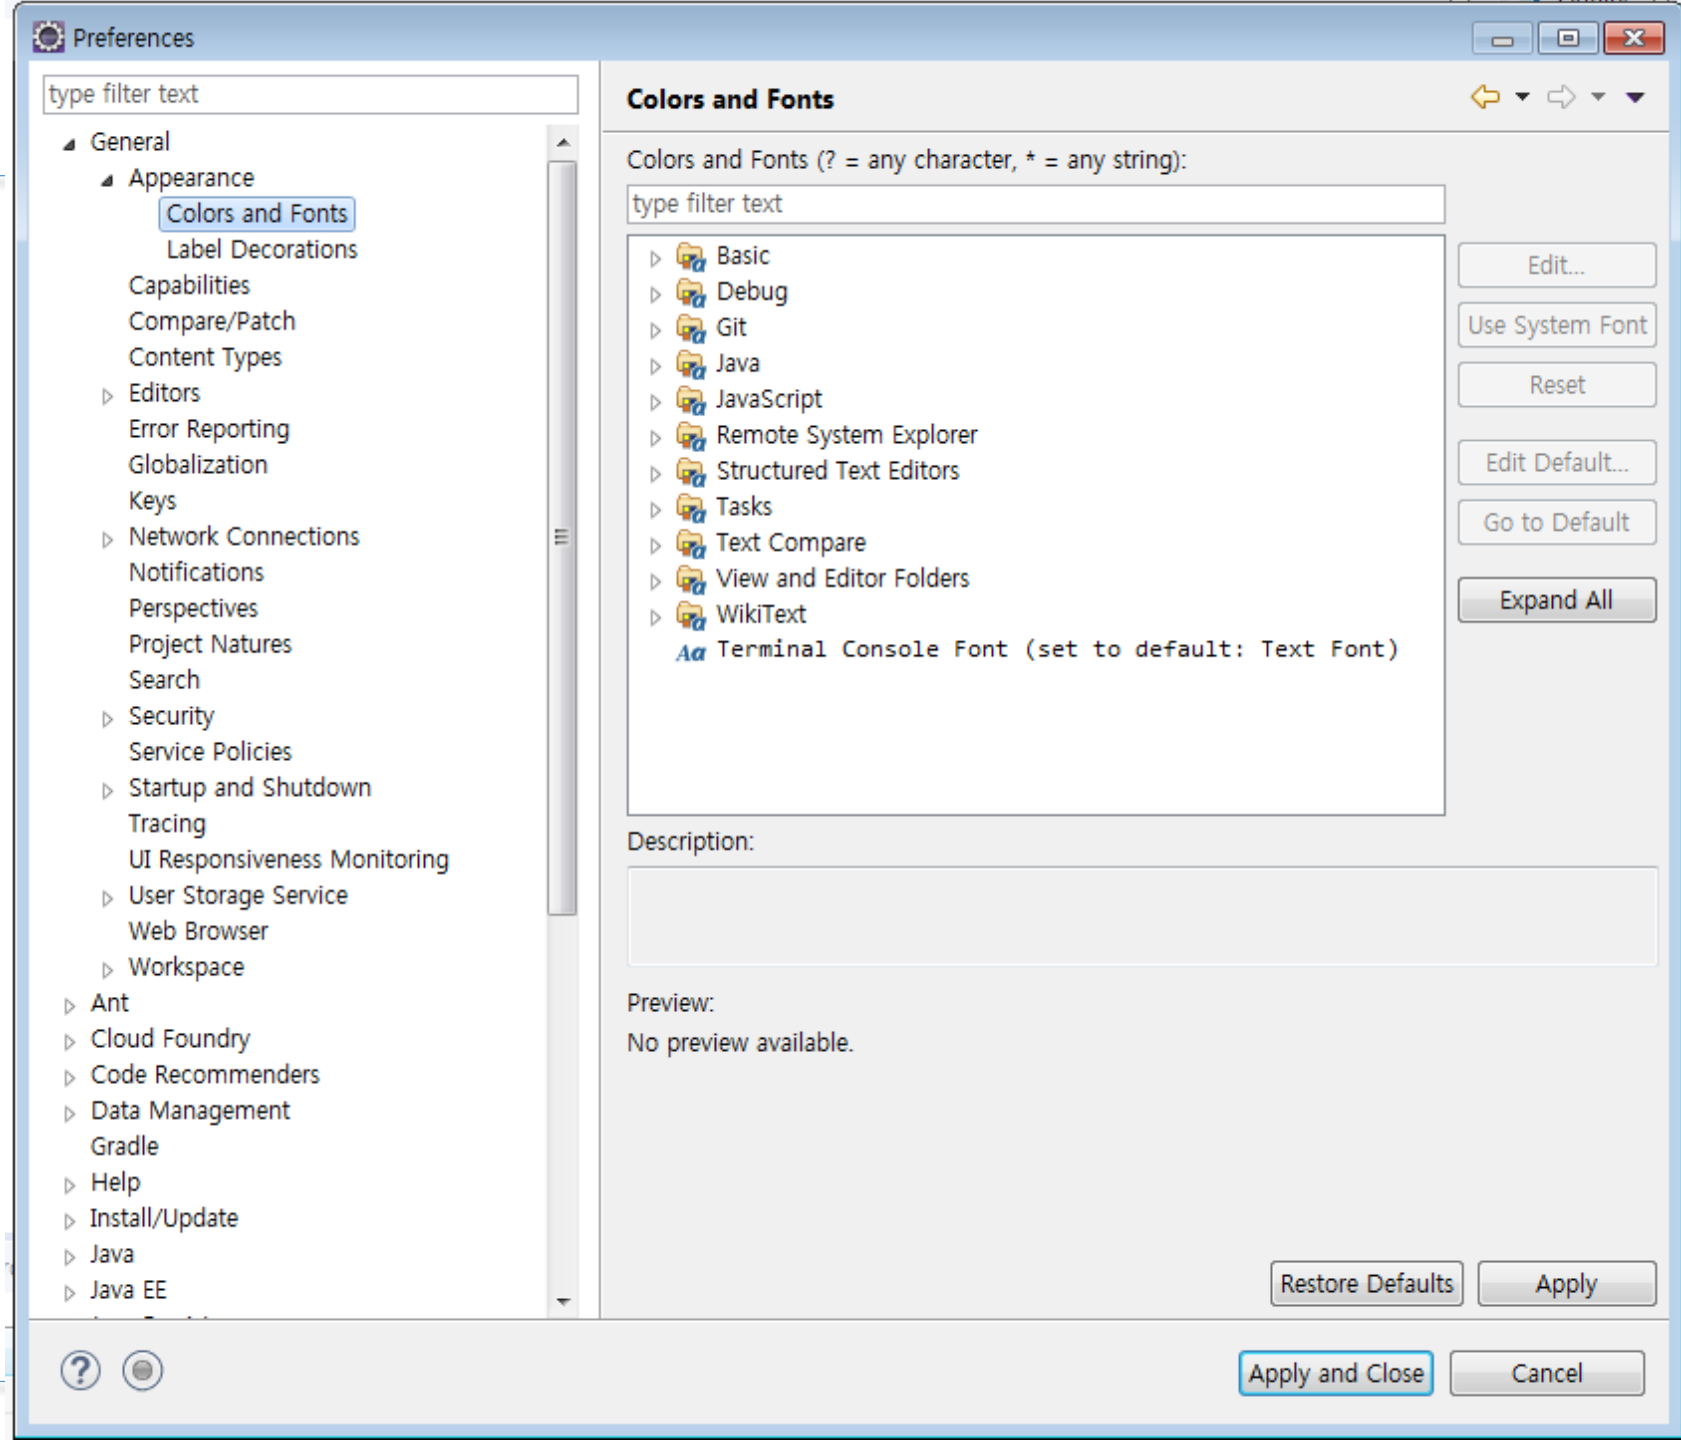 Preferences
type filter text
General
Appearance
Colors and Fonts
Label Decorations
Capabilities
Compare/Patch
Content Types
Editors
Error Reporting
Globalization
Keys
Network Connections
Notifications
Perspectives
Project Natures
Search
Security
Service Policies
Startup and Shutdown
Tracing
UI Responsiveness Monitoring
User Storage Service
Web Browser
Workspace
Ant
Cloud Foundry
Code Recommenders
Data Management
Gradle
Help
Install/Update
Java
Java EE
Colors and Fonts
Colors and Fonts (? = any character, * = any string):
type filter text
Basic
Debug
Git
Java
JavaScript
Remote System Explorer
Structured Text Editors
Tasks
Text Compare
View and Editor Folders
WikiText
Aa Terminal Console Font (set to default: Text Font)
Edit...
Use System Font
Reset
Edit Default...
Go to Default
Expand All
Description:
Preview:
No preview available.
Restore Defaults
Apply
?
Apply and Close
Cancel